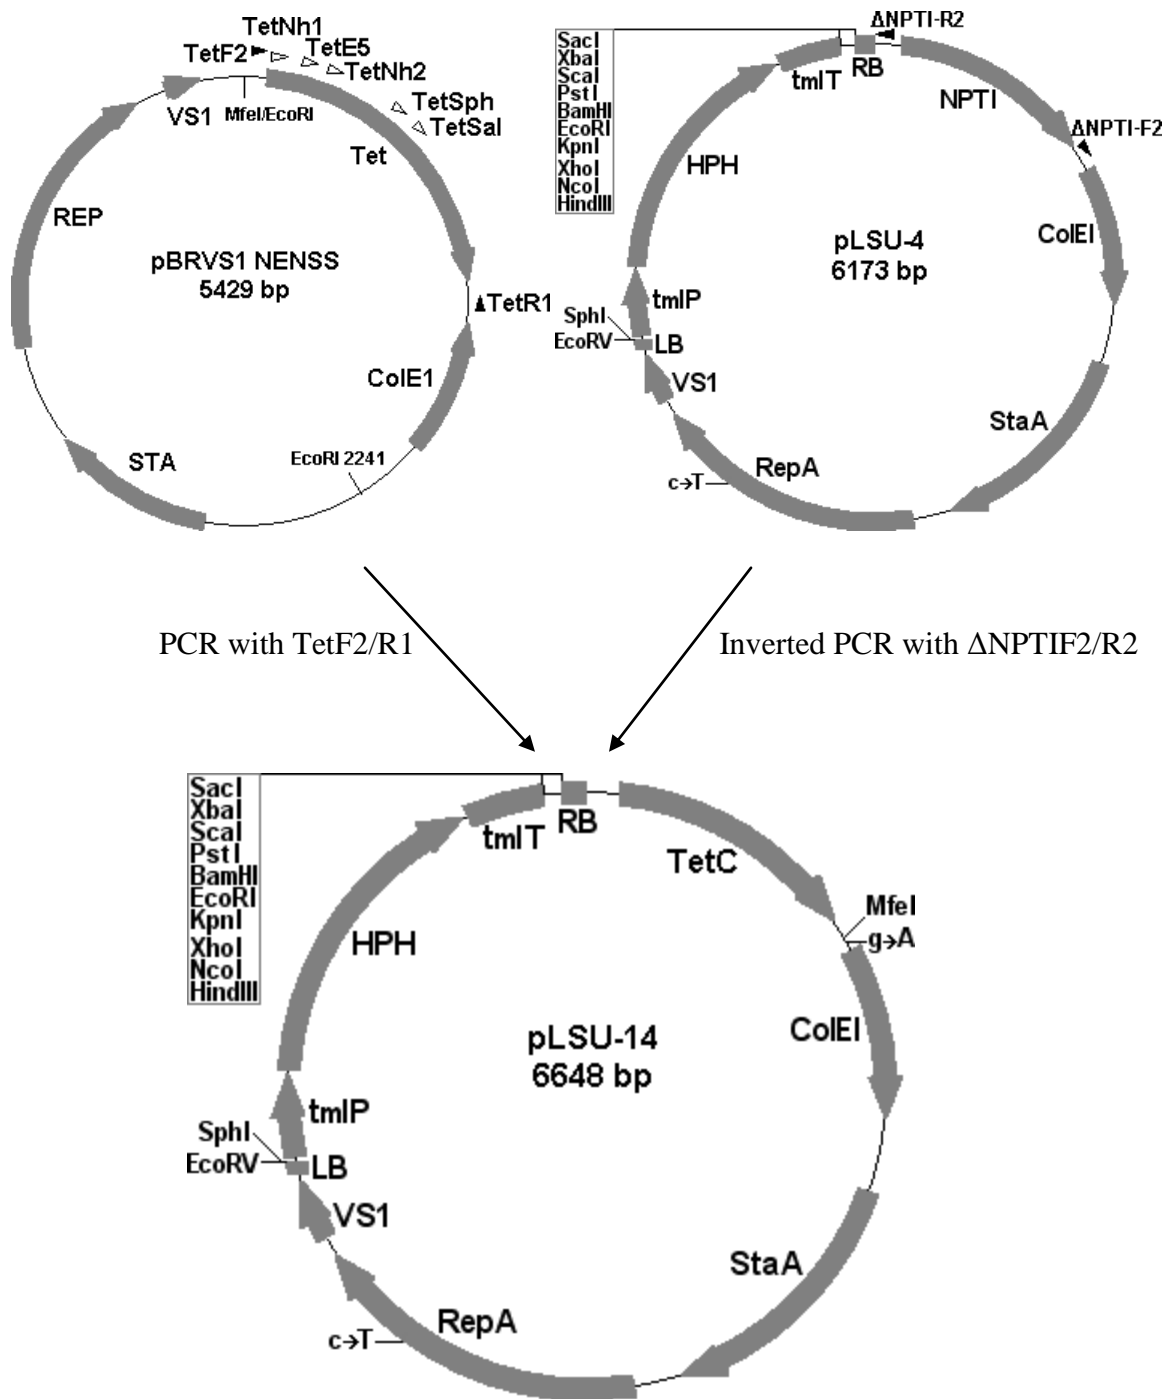 TetNh1
TetF2
TetE5
TetNh2
TetSph
TetSal
VS1
MfeI/EcoRI
Tet
REP
pBRVS1 NENSS
5429 bp
TetR1
ColE1
EcoRI 2241
STA
SacI
XbaI
ScaI
PstI
BamHI
EcoRI
KpnI
XhoI
NcoI
HindIII
ΔNPTI-R2
RB
tmlT
NPTI
ΔNPTI-F2
HPH
ColEI
pLSU-4
6173 bp
tmlP
SphI
EcoRV
LB
VS1
StaA
RepA
c→T
PCR with TetF2/R1
Inverted PCR with ΔNPTIF2/R2
SacI
XbaI
ScaI
PstI
BamHI
EcoRI
KpnI
XhoI
NcoI
HindIII
tmlT
RB
TetC
MfeI
g→A
HPH
ColEI
pLSU-14
6648 bp
tmlP
SphI
EcoRV
LB
VS1
StaA
RepA
c→T